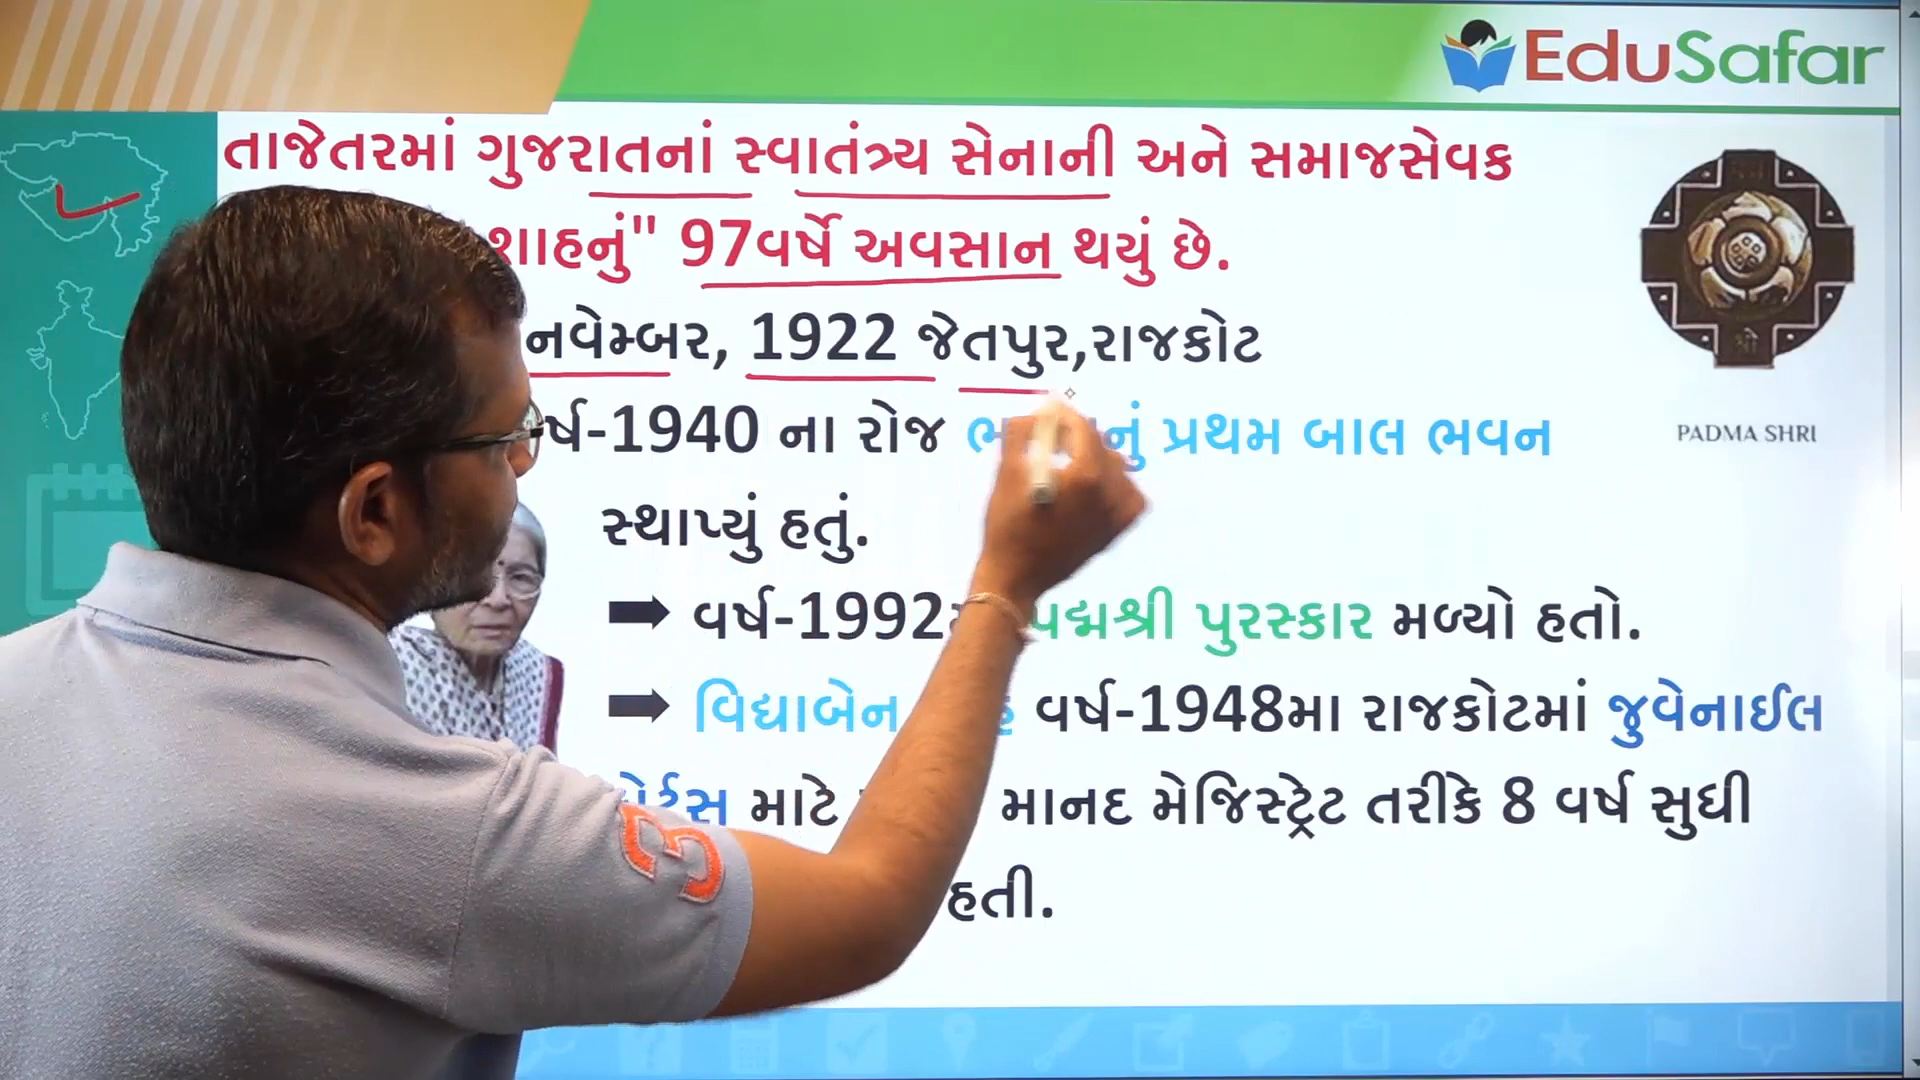 EduSafar
તાજેતરમાં ગુજરાતનાં સ્વાતંત્ર્ય સેનાની અને સમાજસેવક
શાહનું" 97વર્ષે અવસાન થયું છે.
નવેમ્બર, 1922 જેતપુર,રાજકોટ
-1940 ના રોજ પ્રથમ બાલ ભવન
PADMA SHRI
સ્થાપ્યું હતું.
➡ વર્ષ-1992 પદ્મશ્રી પુરસ્કાર મળ્યો હતો.
➡ વિદ્યાબેન વર્ષ-1948મા રાજકોટમાં જુવેનાઈલ
માટે માનદ મેજિસ્ટ્રેટ તરીકે 8 વર્ષ સુધી
હતી.
3